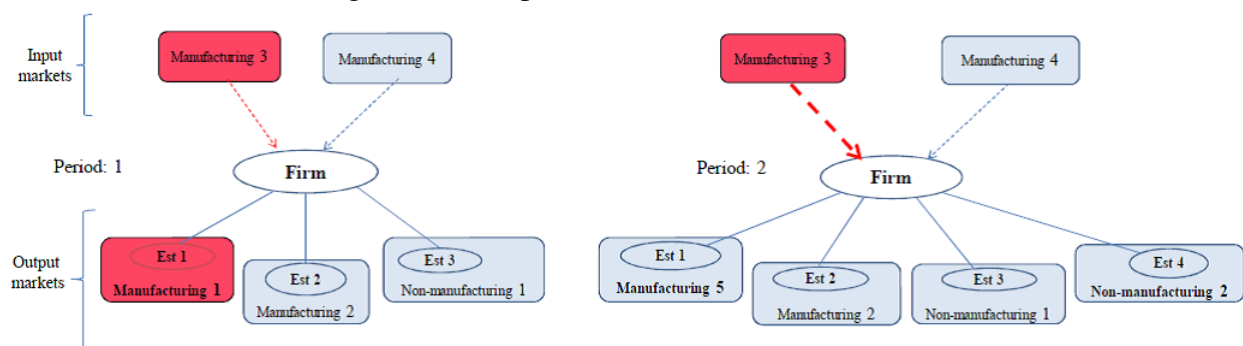 Input
markets
Manufacturing 3
Manufacturing 4
Period: 1
Firm
Output
markets
Est 1
Manufacturing 1
Est 2
Manufacturing 2
Est 3
Non-manufacturing 1
Manufacturing 3
Manufacturing 4
Period: 2
Firm
Est 1
Manufacturing 5
Est 2
Manufacturing 2
Est 3
Non-manufacturing 1
Est 4
Non-manufacturing 2